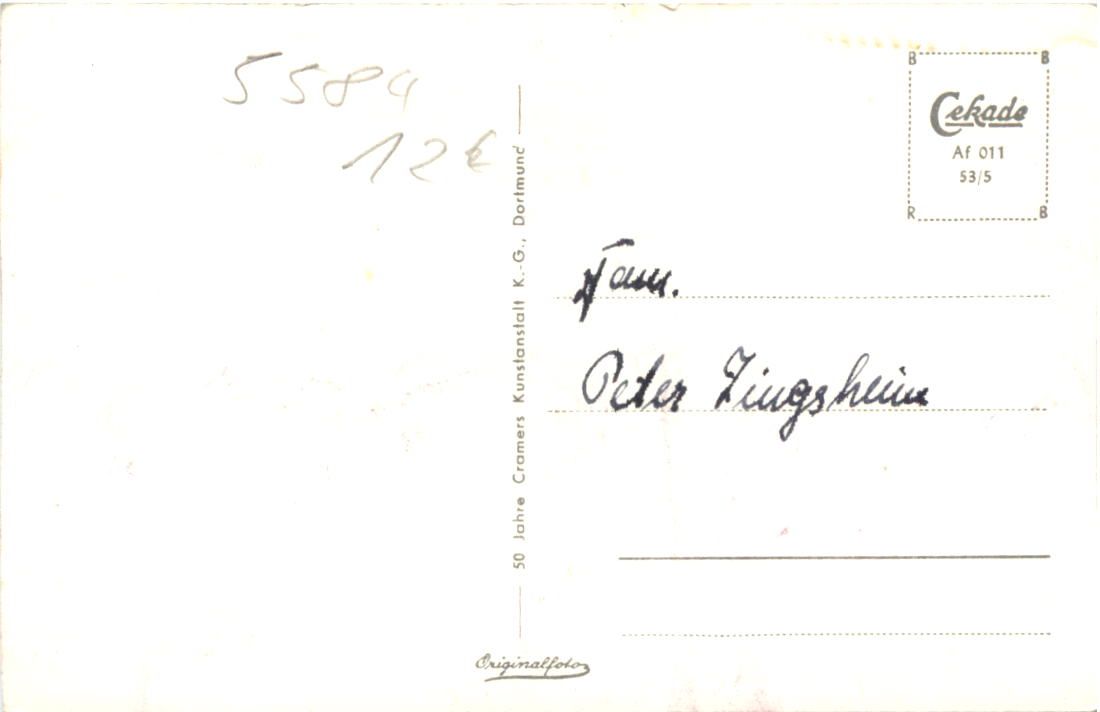 5584
12€
50 Jahre Cramers Kunstanstalt K.-G., Dortmund
B B
Cekade
Af 011
53/5
R B
Fam.
Peter Zingsheim
Originalfoto